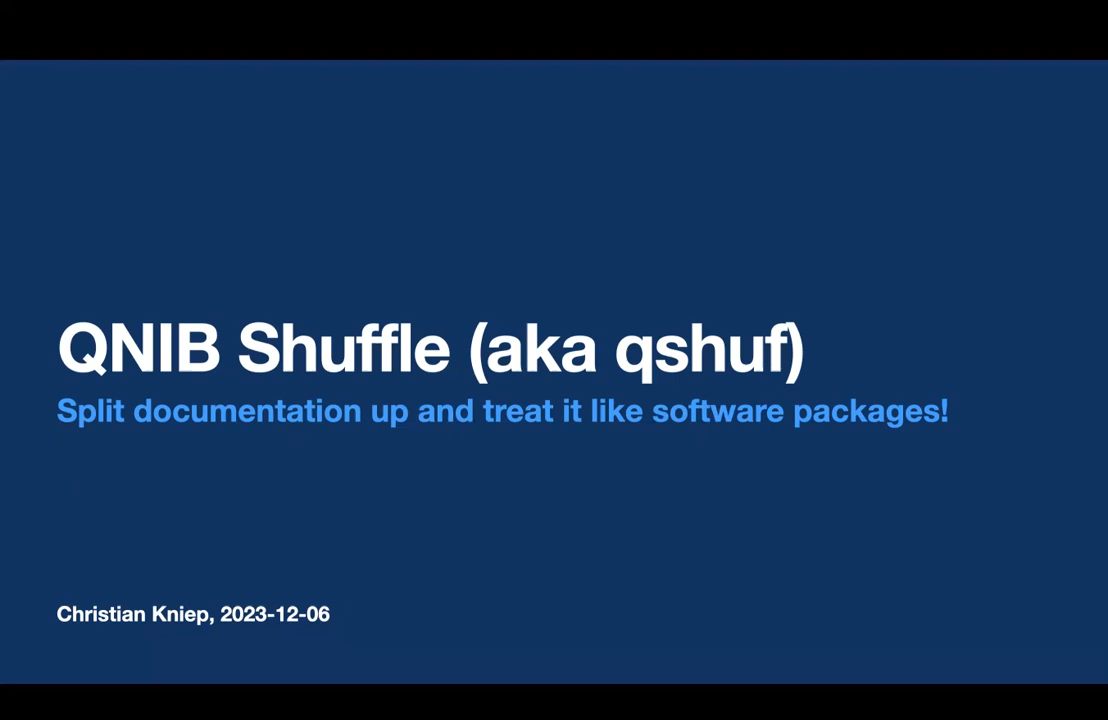 QNIB Shuffle (aka qshuf)
Split documentation up and treat it like software packages!
Christian Kniep, 2023-12-06